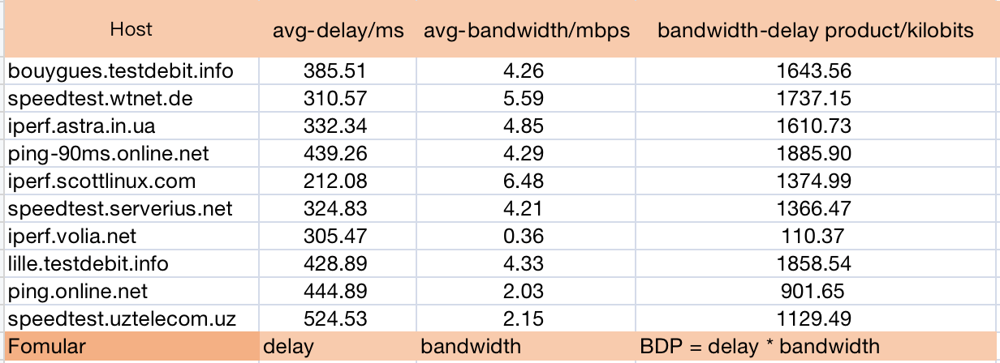 Host avg-delay/ms avg-bandwidth/mbps bandwidth-delay product/kilobits
bouygues.testdebit.info 385.51 4.26 1643.56
speedtest.wtnet.de 310.57 5.59 1737.15
iperf.astra.in.ua 332.34 4.85 1610.73
ping-90ms.online.net 439.26 4.29 1885.90
iperf.scottlinux.com 212.08 6.48 1374.99
speedtest.serverius.net 324.83 4.21 1366.47
iperf.volia.net 305.47 0.36 110.37
lille.testdebit.info 428.89 4.33 1858.54
ping.online.net 444.89 2.03 901.65
speedtest.uztelecom.uz 524.53 2.15 1129.49
Fomular delay bandwidth BDP = delay * bandwidth